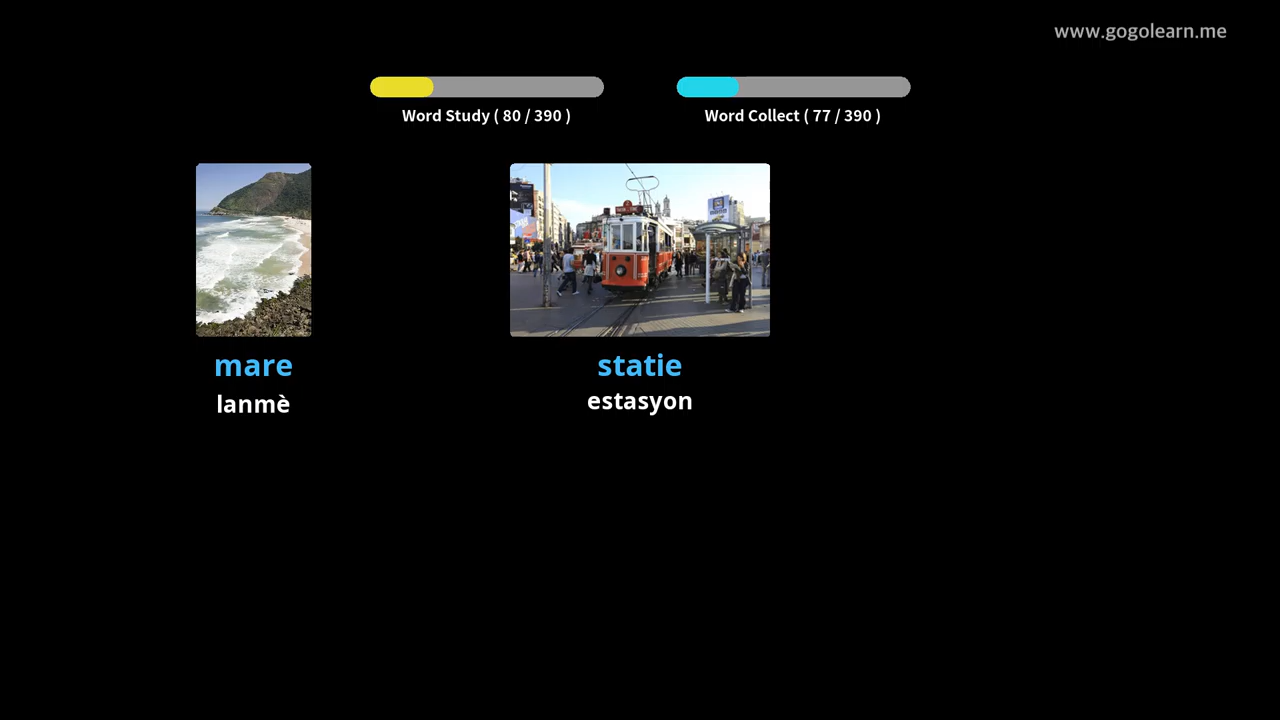 www.gogolearn.me
Word Study ( 80 / 390 )
Word Collect ( 77 / 390 )
mare
lanmè
statie
estasyon